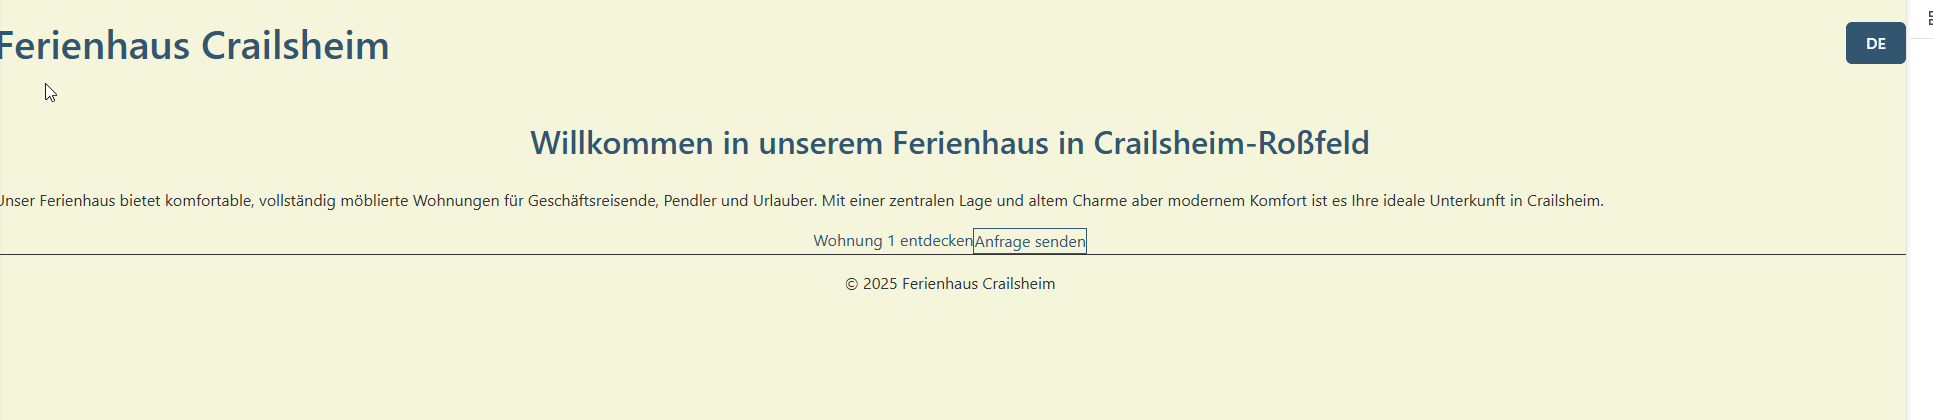 Ferienhaus Crailsheim
DE
Willkommen in unserem Ferienhaus in Crailsheim-Roßfeld
Unser Ferienhaus bietet komfortable, vollständig möblierte Wohnungen für Geschäftsreisende, Pendler und Urlauber. Mit einer zentralen Lage und altem Charme aber modernem Komfort ist es Ihre ideale Unterkunft in Crailsheim.
Wohnung 1 entdecken Anfrage senden
© 2025 Ferienhaus Crailsheim